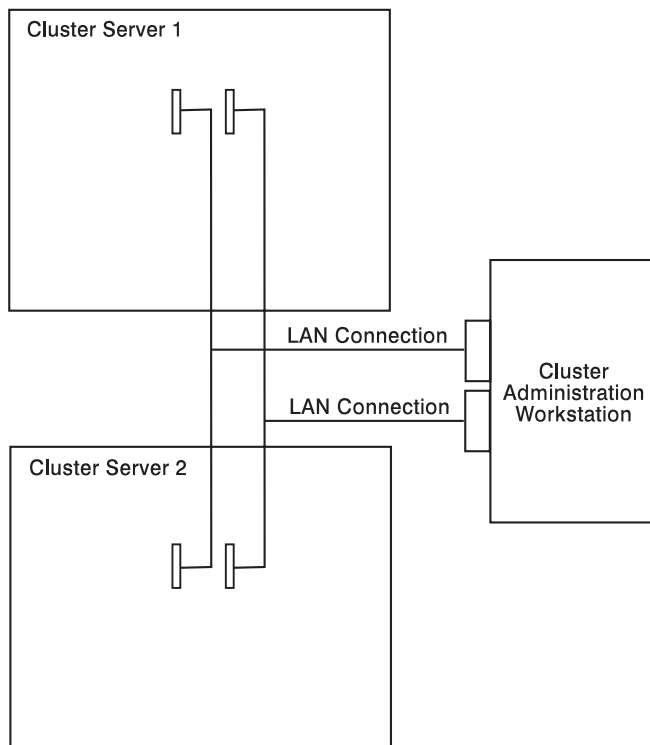 Cluster Server 1
LAN Connection
Cluster
Administration
Workstation
LAN Connection
Cluster Server 2